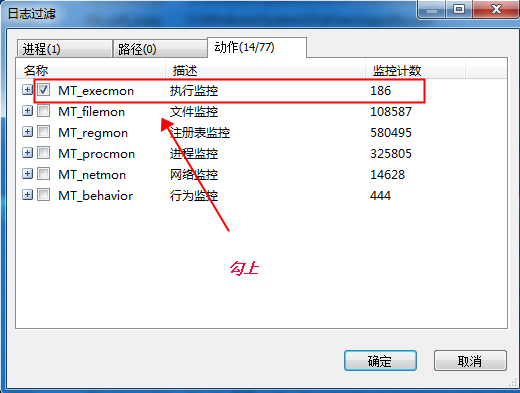 日志过滤
进程(1) 路径(0) 动作(14/77)
名称 描述 监控计数
MT_execmon 执行监控 186
MT_filemon 文件监控 108587
MT_regmon 注册表监控 580495
MT_procmon 进程监控 325805
MT_netmon 网络监控 14628
MT_behavior 行为监控 444
勾上
确定 取消